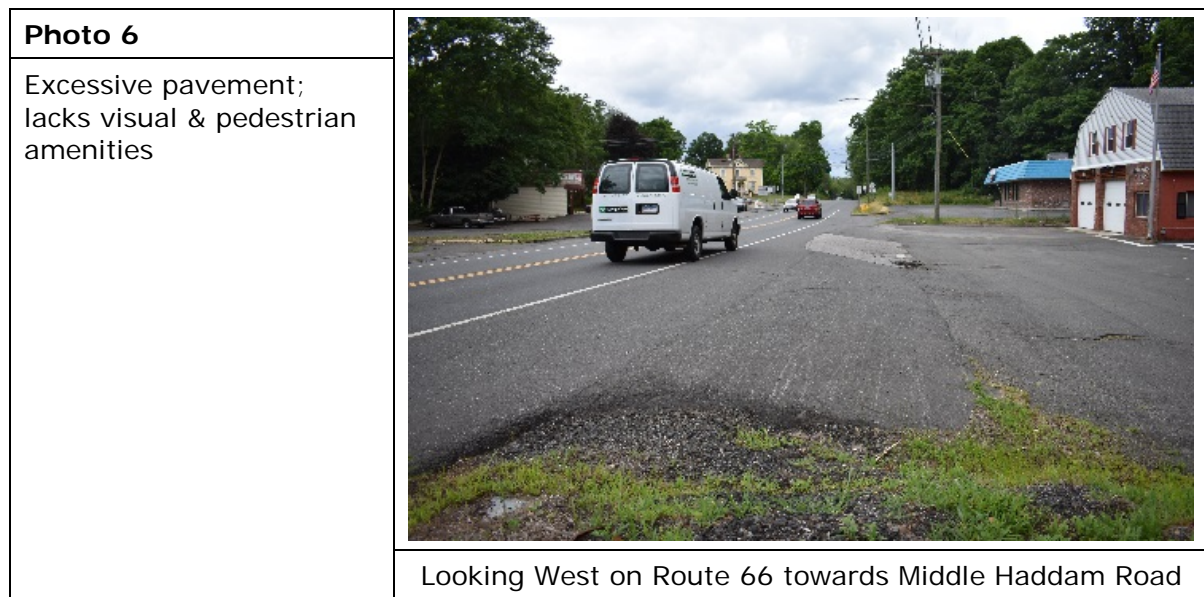 Photo 6
Excessive pavement;
lacks visual & pedestrian
amenities
Looking West on Route 66 towards Middle Haddam Road